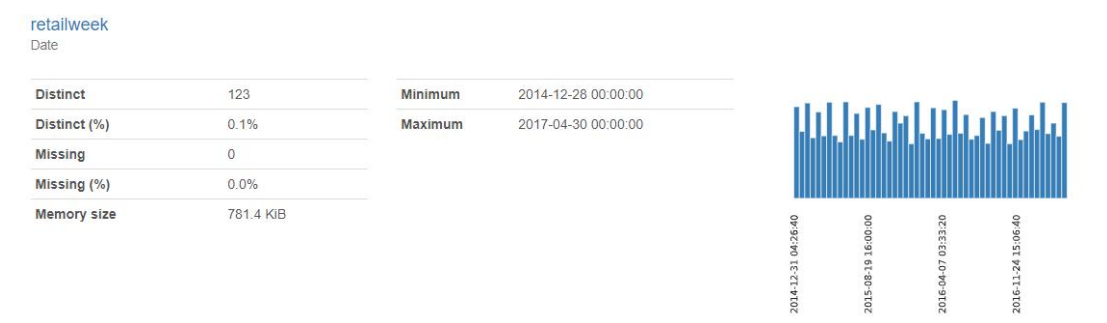 retailweek
Date
Distinct 123
Distinct (%) 0.1%
Missing 0
Missing (%) 0.0%
Memory size 781.4 KiB
Minimum 2014-12-28 00:00:00
Maximum 2017-04-30 00:00:00
2014-12-31 04:26:40
2015-08-19 16:00:00
2016-04-07 03:33:20
2016-11-24 15:06:40